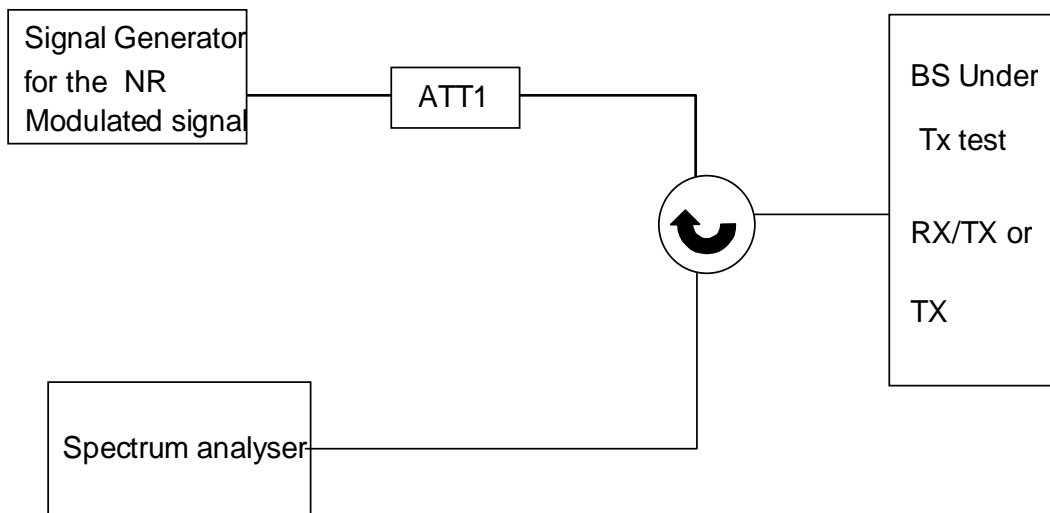 Signal Generator
for the NR
Modulated signal
ATT1
BS Under
Tx test
RX/TX or
TX
Spectrum analyser